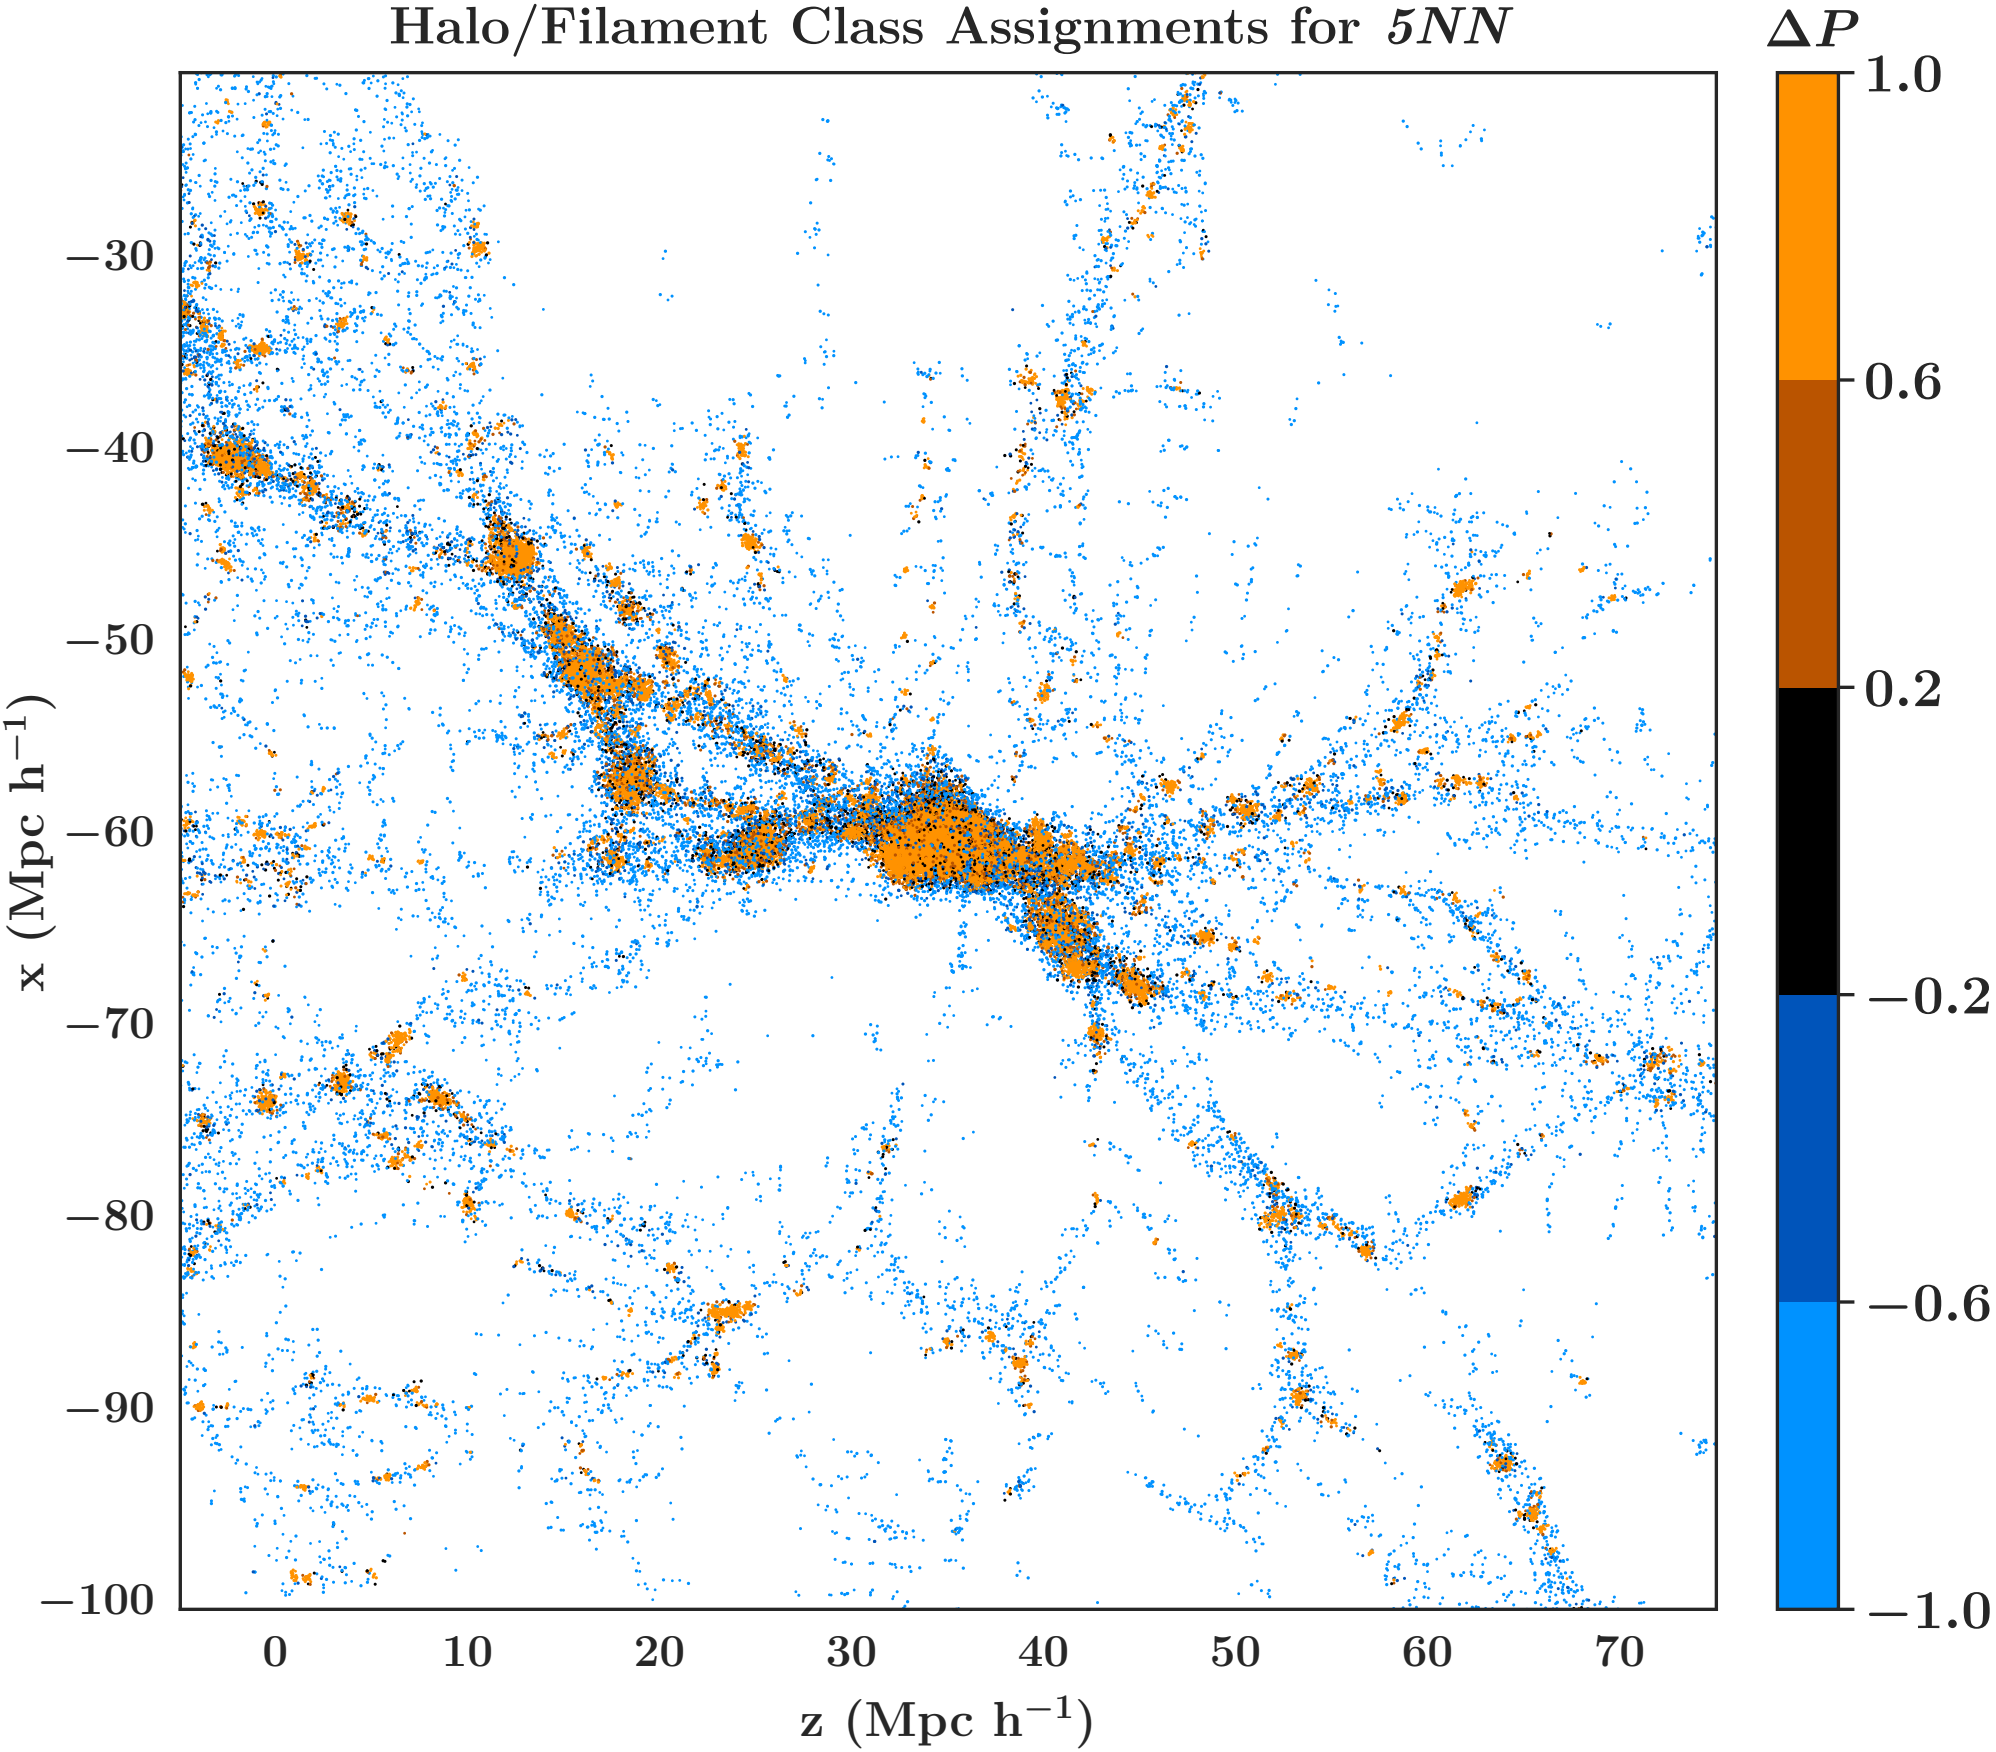 Halo/Filament Class Assignments for 5NN
ΔP
1.0
0.6
0.2
−0.2
−0.6
−1.0
x (Mpc h⁻¹)
−30
−40
−50
−60
−70
−80
−90
−100
0 10 20 30 40 50 60 70
z (Mpc h⁻¹)